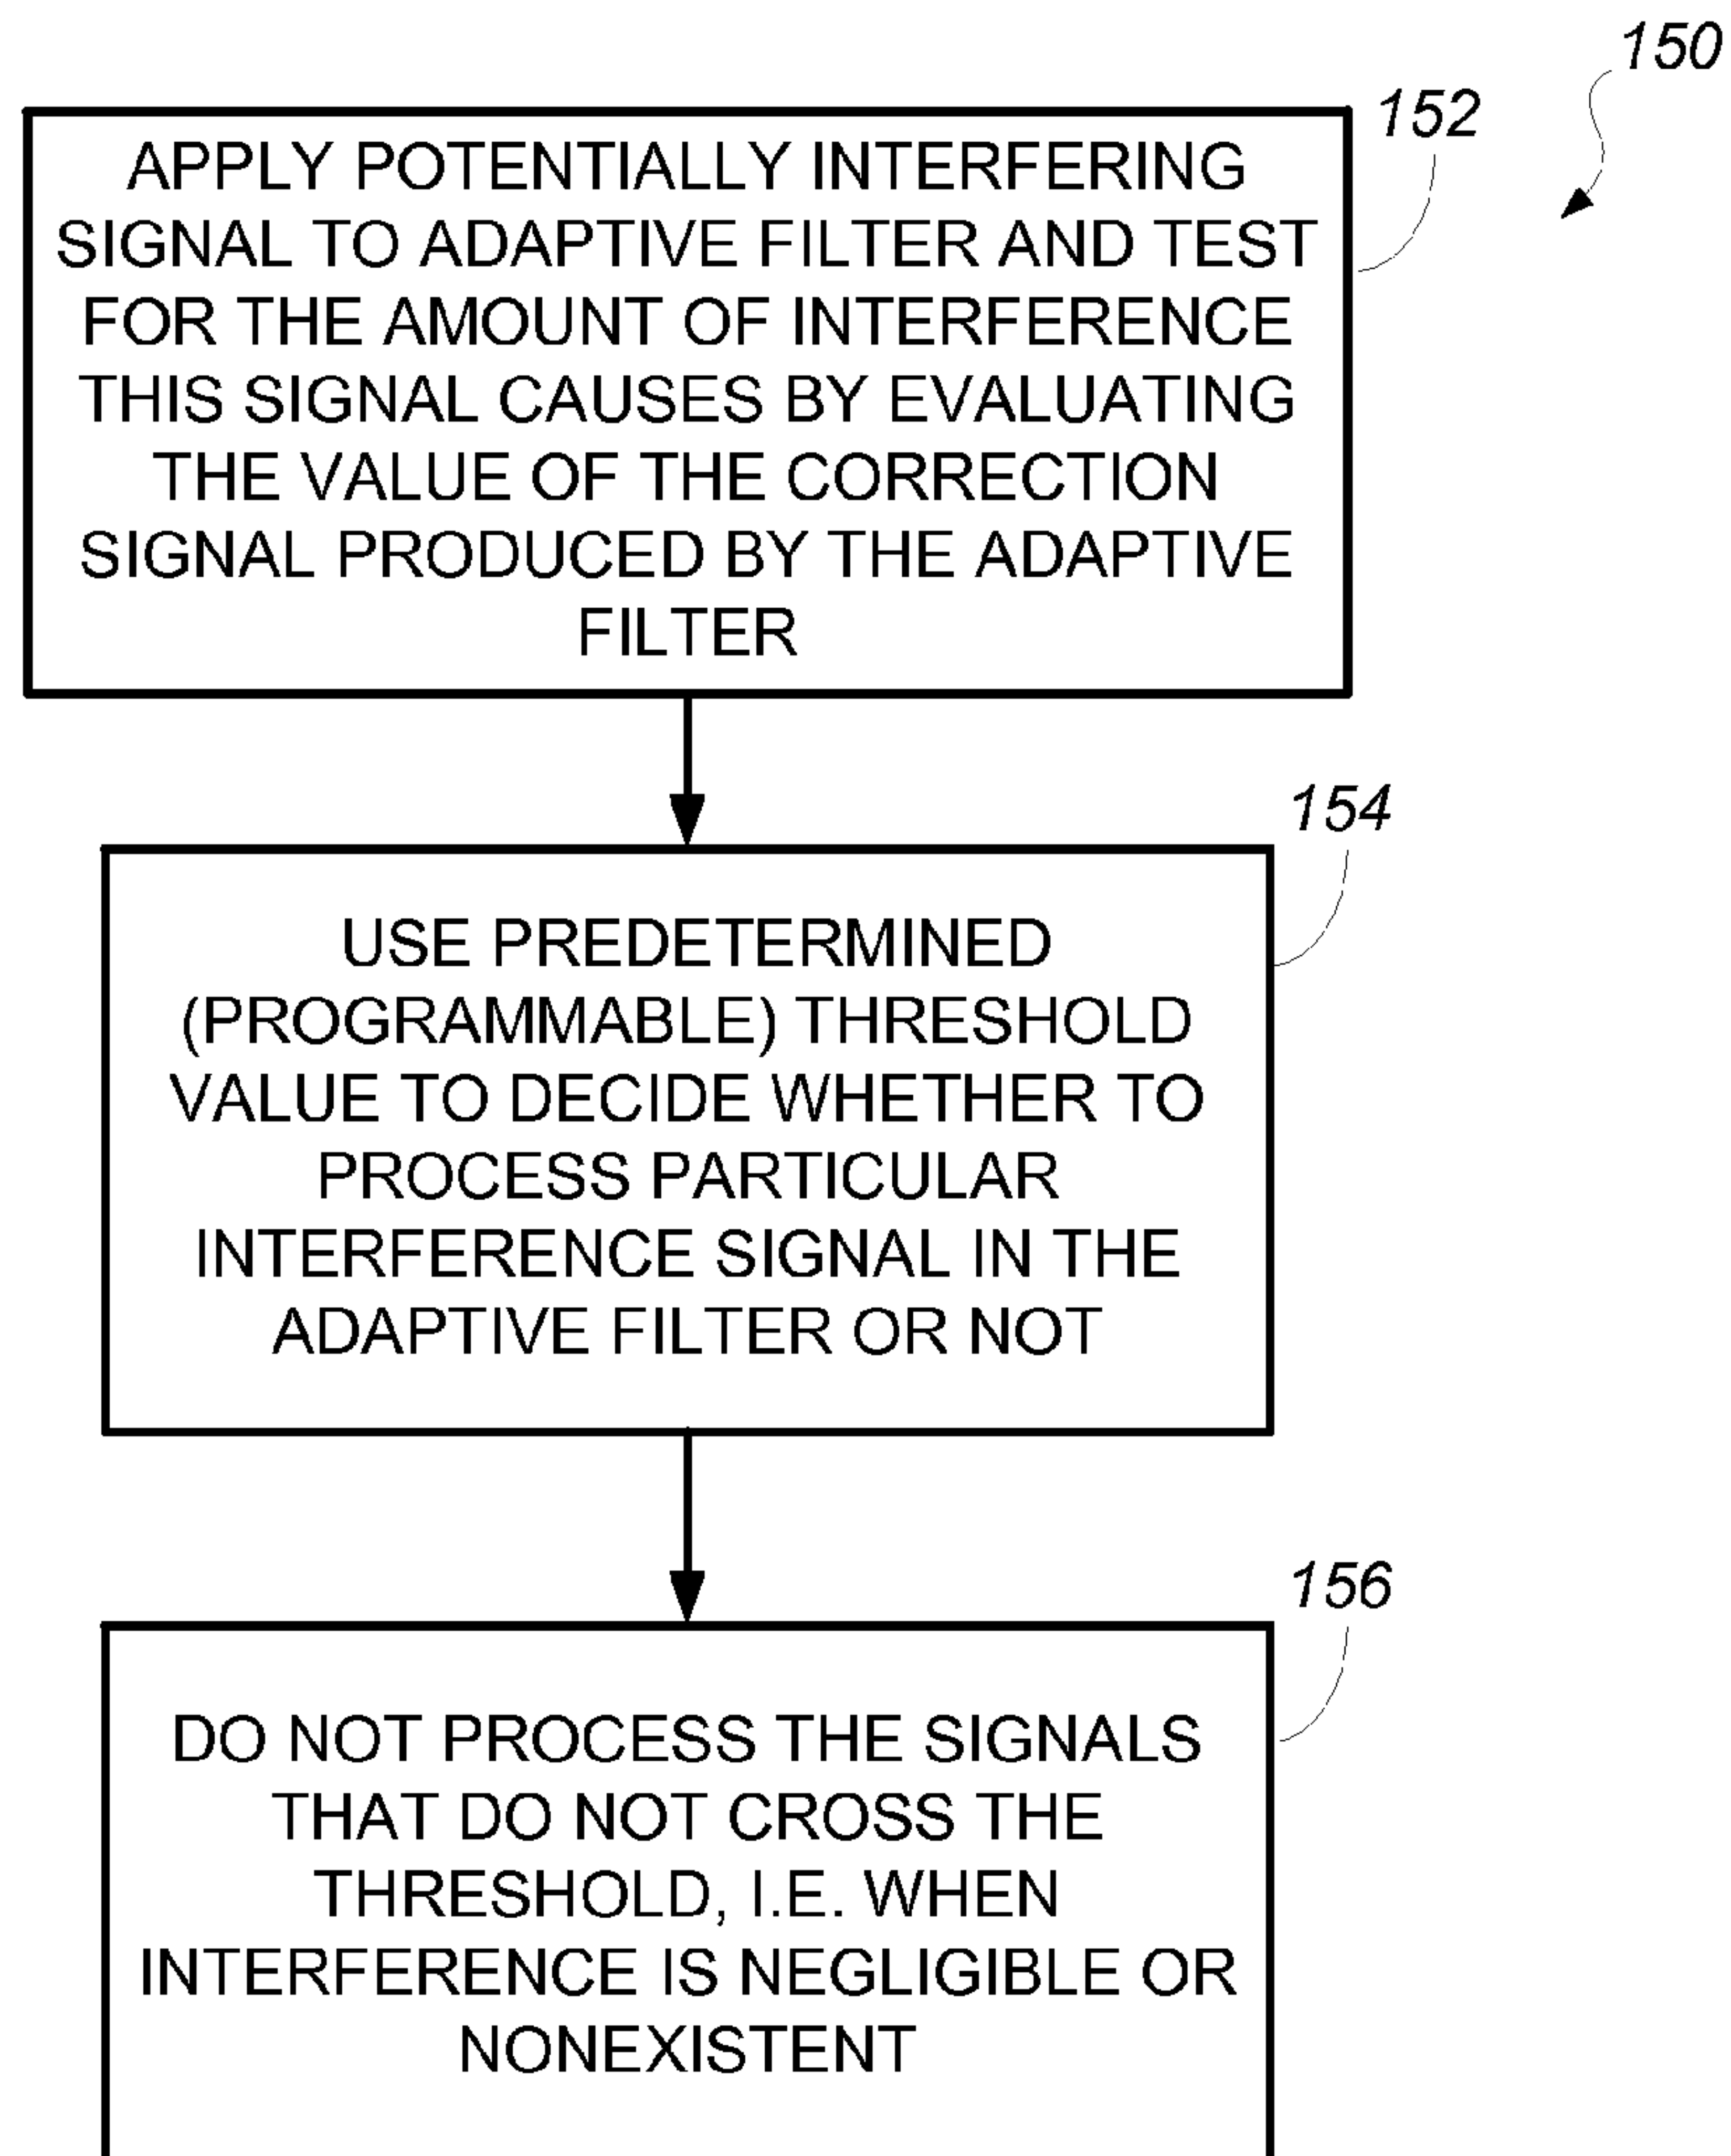 150
152
APPLY POTENTIALLY INTERFERING
SIGNAL TO ADAPTIVE FILTER AND TEST
FOR THE AMOUNT OF INTERFERENCE
THIS SIGNAL CAUSES BY EVALUATING
THE VALUE OF THE CORRECTION
SIGNAL PRODUCED BY THE ADAPTIVE
FILTER
154
USE PREDETERMINED
(PROGRAMMABLE) THRESHOLD
VALUE TO DECIDE WHETHER TO
PROCESS PARTICULAR
INTERFERENCE SIGNAL IN THE
ADAPTIVE FILTER OR NOT
156
DO NOT PROCESS THE SIGNALS
THAT DO NOT CROSS THE
THRESHOLD, I.E. WHEN
INTERFERENCE IS NEGLIGIBLE OR
NONEXISTENT